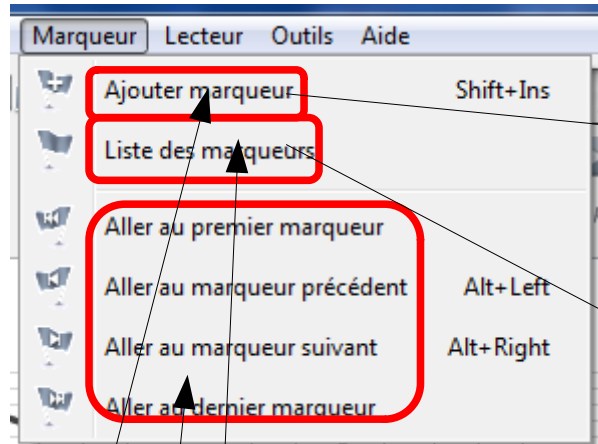 Marqueur Lecteur Outils Aide
Ajouter marqueur Shift+Ins
Liste des marqueurs
Aller au premier marqueur
Aller au marqueur précédent Alt+Left
Aller au marqueur suivant Alt+Right
Aller au dernier marqueur